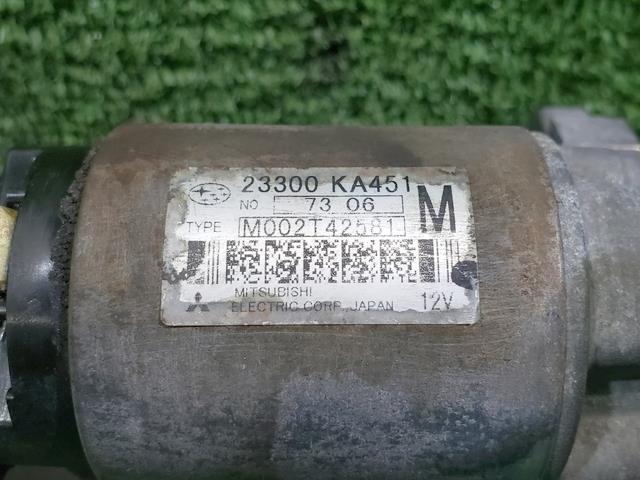 23300 KA451
NO 73 06 M
TYPE M002T42581
MITSUBISHI
ELECTRIC CORP., JAPAN 12V